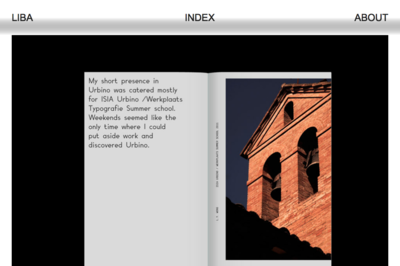 LIBA
INDEX
ABOUT
My short presence in
Urbino was catered mostly
for ISIA Urbino /Werkplaats
Typografie Summer school.
Weekends seemed like the
only time where I could
put aside work and
discovered Urbino.